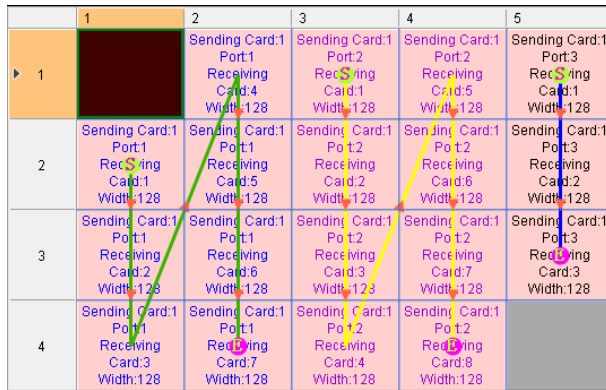 1 2 3 4 5
1
Sending Card:1 Port:1 Receiving Card:4 Width:128
Sending Card:1 Port:2 Receiving Card:1 Width:128
Sending Card:1 Port:2 Receiving Card:5 Width:128
Sending Card:1 Port:3 Receiving Card:1 Width:128
S
S
2
Sending Card:1 Port:1 Receiving Card:1 Width:128
Sending Card:1 Port:1 Receiving Card:5 Width:128
Sending Card:1 Port:2 Receiving Card:2 Width:128
Sending Card:1 Port:2 Receiving Card:6 Width:128
Sending Card:1 Port:3 Receiving Card:2 Width:128
S
3
Sending Card:1 Port:1 Receiving Card:2 Width:128
Sending Card:1 Port:1 Receiving Card:6 Width:128
Sending Card:1 Port:2 Receiving Card:3 Width:128
Sending Card:1 Port:2 Receiving Card:7 Width:128
Sending Card:1 Port:3 Receiving Card:3 Width:128
E
4
Sending Card:1 Port:1 Receiving Card:3 Width:128
Sending Card:1 Port:1 Receiving Card:7 Width:128
Sending Card:1 Port:2 Receiving Card:4 Width:128
Sending Card:1 Port:2 Receiving Card:8 Width:128
E
E